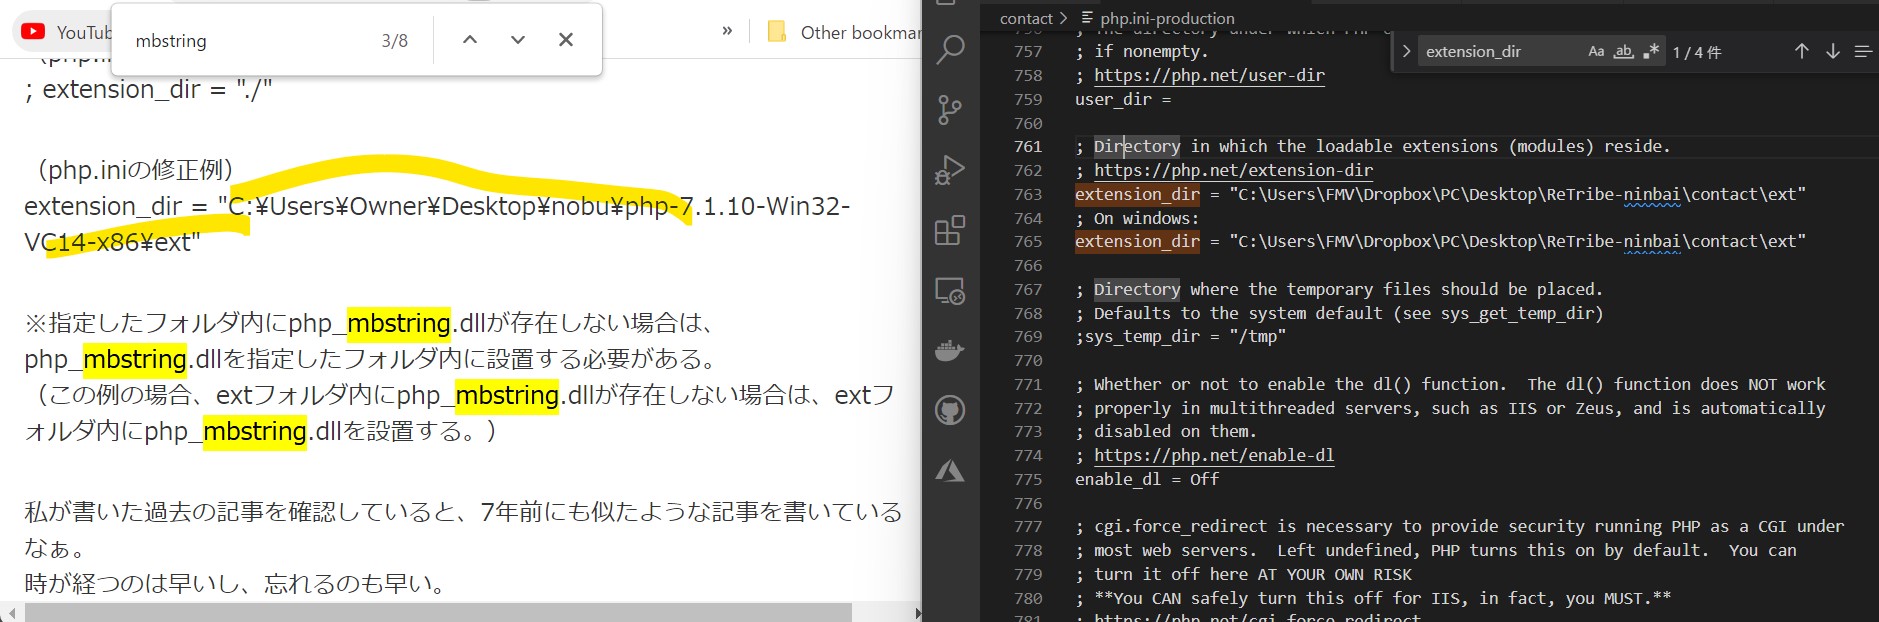 YouTub
mbstring
3/8
»
Other bookmar
; extension_dir = "./"
（php.iniの修正例）
extension_dir = "C:¥Users¥Owner¥Desktop¥nobu¥php-7.1.10-Win32-
VC14-x86¥ext"
※指定したフォルダ内にphp_mbstring.dllが存在しない場合は、
php_mbstring.dllを指定したフォルダ内に設置する必要がある。
（この例の場合、extフォルダ内にphp_mbstring.dllが存在しない場合は、extフ
ォルダ内にphp_mbstring.dllを設置する。）
私が書いた過去の記事を確認していると、7年前にも似たような記事を書いている
なぁ。
時が経つのは早いし、忘れるのも早い。
contact > php.ini-production
extension_dir
Aa ab .* 1 / 4 件
757 ; if nonempty.
758 ; https://php.net/user-dir
759 user_dir =
760
761 ; Directory in which the loadable extensions (modules) reside.
762 ; https://php.net/extension-dir
763 extension_dir = "C:\Users\FMV\Dropbox\PC\Desktop\ReTribe-ninbai\contact\ext"
764 ; On windows:
765 extension_dir = "C:\Users\FMV\Dropbox\PC\Desktop\ReTribe-ninbai\contact\ext"
766
767 ; Directory where the temporary files should be placed.
768 ; Defaults to the system default (see sys_get_temp_dir)
769 ;sys_temp_dir = "/tmp"
770
771 ; Whether or not to enable the dl() function.  The dl() function does NOT work
772 ; properly in multithreaded servers, such as IIS or Zeus, and is automatically
773 ; disabled on them.
774 ; https://php.net/enable-dl
775 enable_dl = Off
776
777 ; cgi.force_redirect is necessary to provide security running PHP as a CGI under
778 ; most web servers.  Left undefined, PHP turns this on by default.  You can
779 ; turn it off here AT YOUR OWN RISK
780 ; **You CAN safely turn this off for IIS, in fact, you MUST.**
781 ; https://php.net/cgi.force_redirect